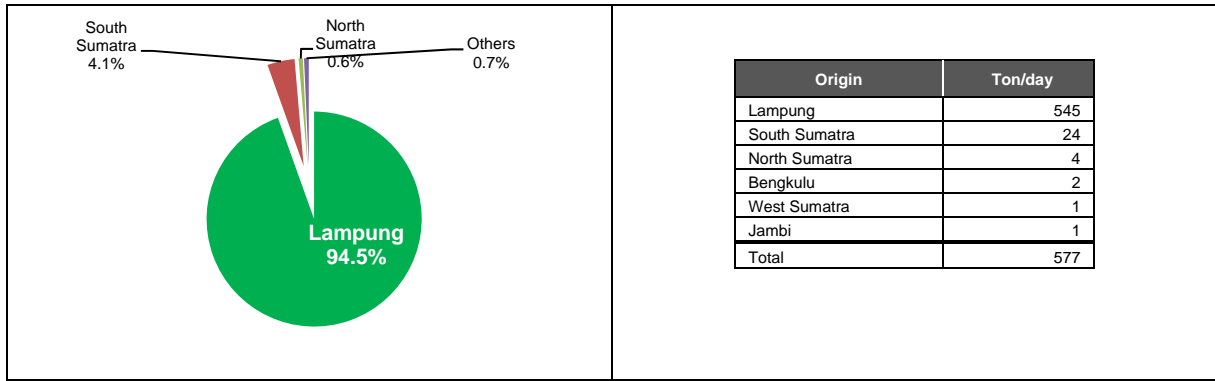 South
Sumatra
4.1%
North
Sumatra
0.6%
Others
0.7%
Lampung
94.5%
Origin Ton/day
Lampung 545
South Sumatra 24
North Sumatra 4
Bengkulu 2
West Sumatra 1
Jambi 1
Total 577